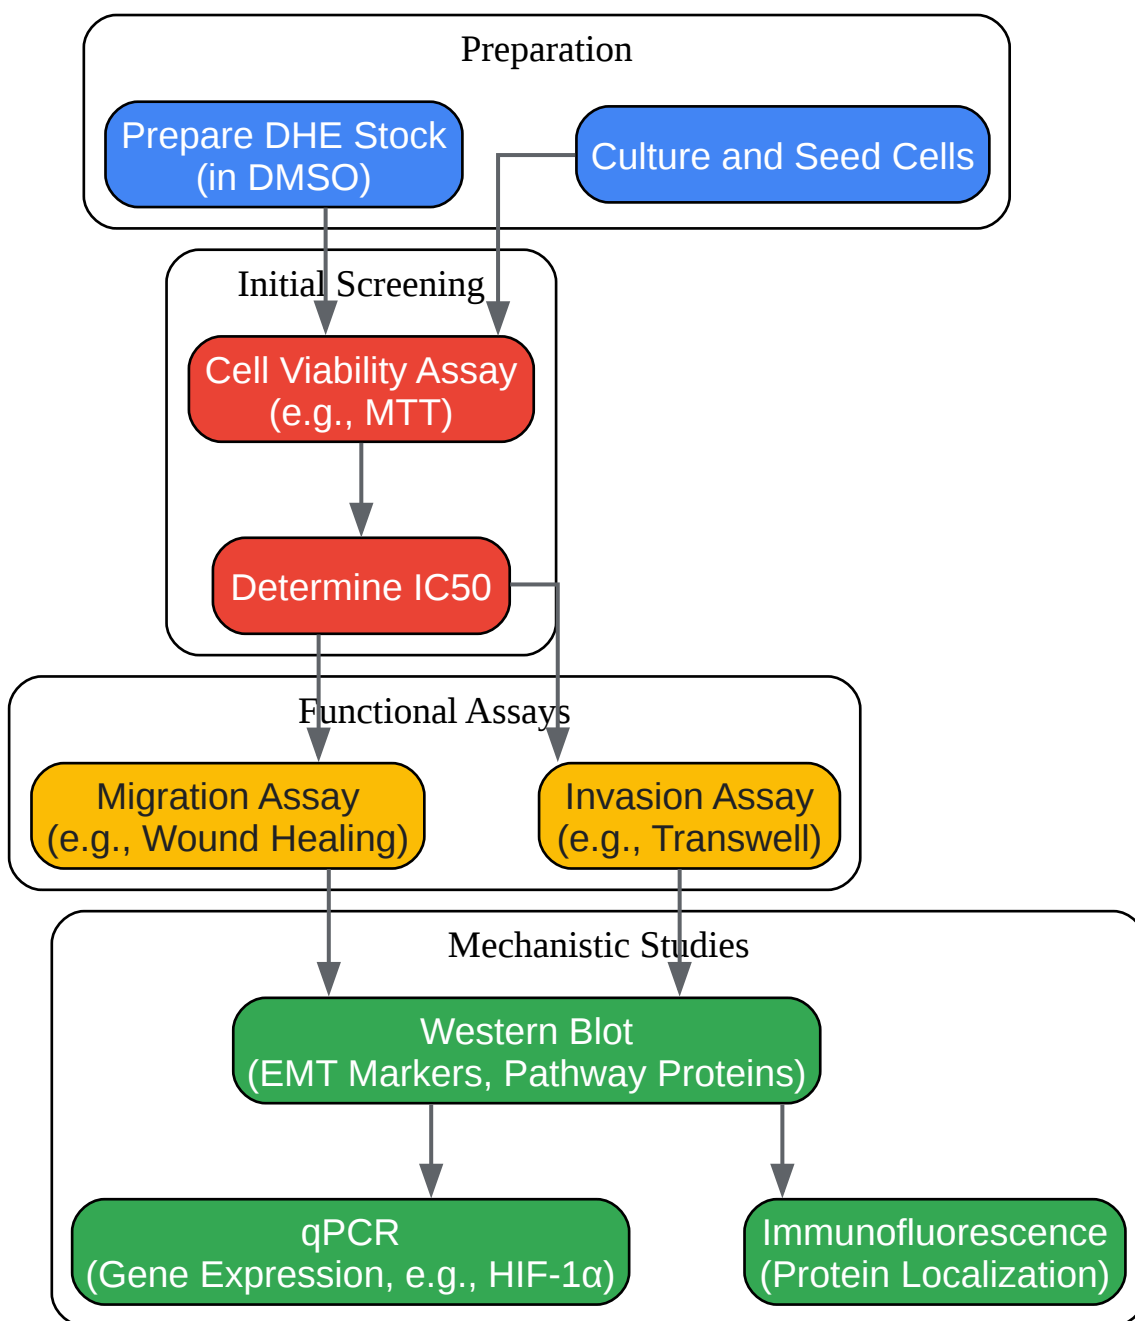 Preparation
Prepare DHE Stock
(in DMSO)
Culture and Seed Cells
Initial Screening
Cell Viability Assay
(e.g., MTT)
Determine IC50
Functional Assays
Migration Assay
(e.g., Wound Healing)
Invasion Assay
(e.g., Transwell)
Mechanistic Studies
Western Blot
(EMT Markers, Pathway Proteins)
qPCR
(Gene Expression, e.g., HIF-1α)
Immunofluorescence
(Protein Localization)